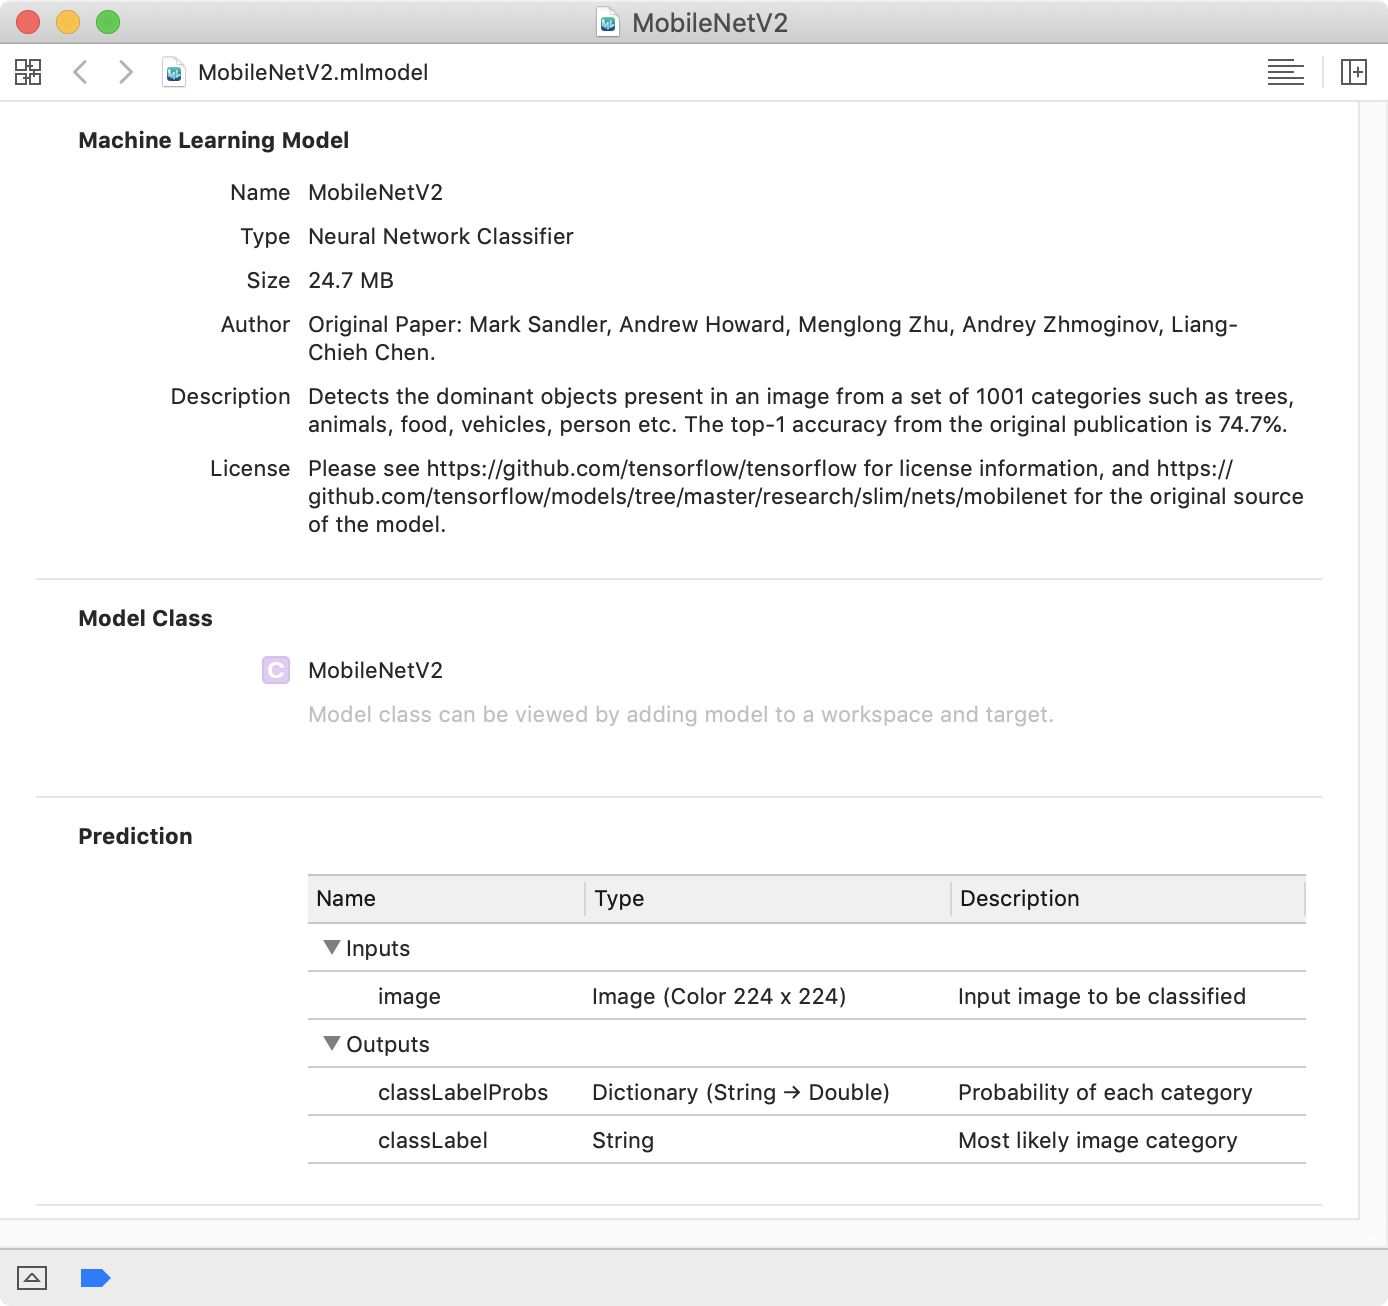 MobileNetV2
MobileNetV2.mlmodel
Machine Learning Model
Name MobileNetV2
Type Neural Network Classifier
Size 24.7 MB
Author Original Paper: Mark Sandler, Andrew Howard, Menglong Zhu, Andrey Zhmoginov, Liang-
Chieh Chen.
Description Detects the dominant objects present in an image from a set of 1001 categories such as trees,
animals, food, vehicles, person etc. The top-1 accuracy from the original publication is 74.7%.
License Please see https://github.com/tensorflow/tensorflow for license information, and https://
github.com/tensorflow/models/tree/master/research/slim/nets/mobilenet for the original source
of the model.
Model Class
C MobileNetV2
Model class can be viewed by adding model to a workspace and target.
Prediction
Name Type Description
Inputs
image Image (Color 224 x 224) Input image to be classified
Outputs
classLabelProbs Dictionary (String → Double) Probability of each category
classLabel String Most likely image category